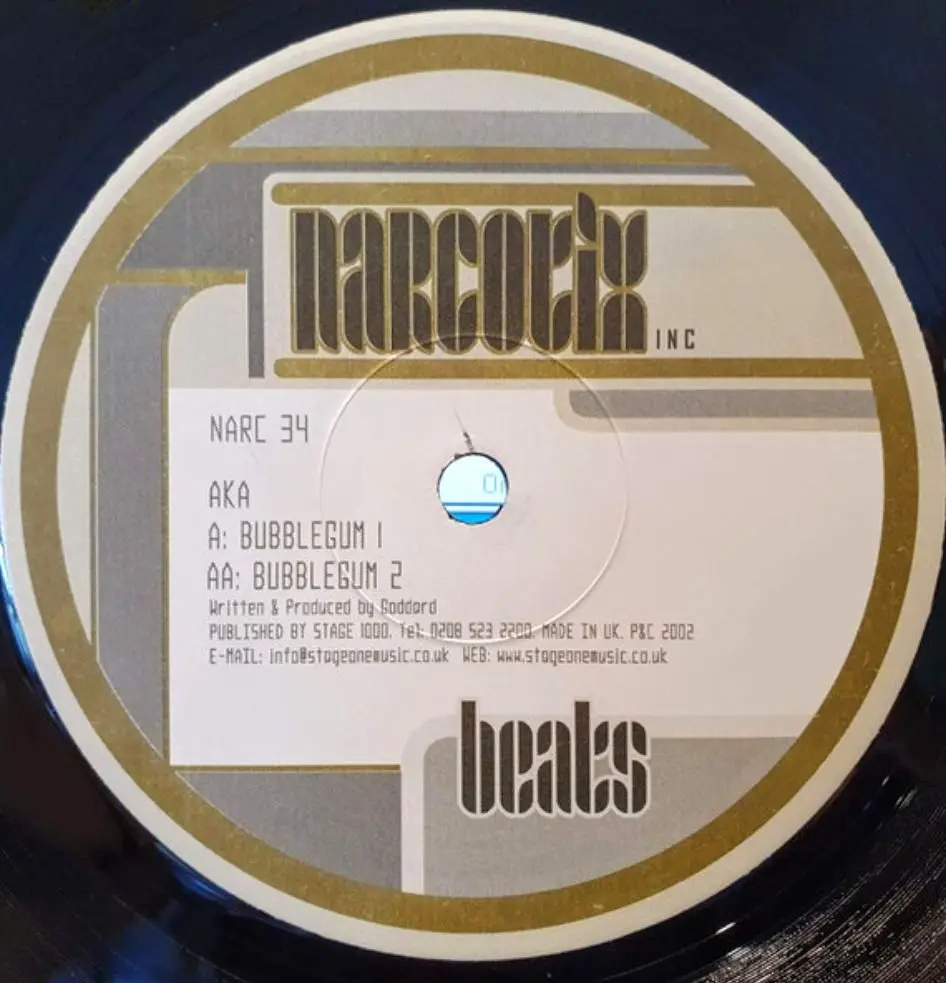 NARCOTIX INC
NARC 34
AKA
A: BUBBLEGUM 1
AA: BUBBLEGUM 2
Written & Produced by Goddard
PUBLISHED BY STAGE 1000. Tel: 0208 523 2200. MADE IN UK. P&C 2002
E-MAIL: info@stageonemusic.co.uk WEB: www.stageonemusic.co.uk
beats